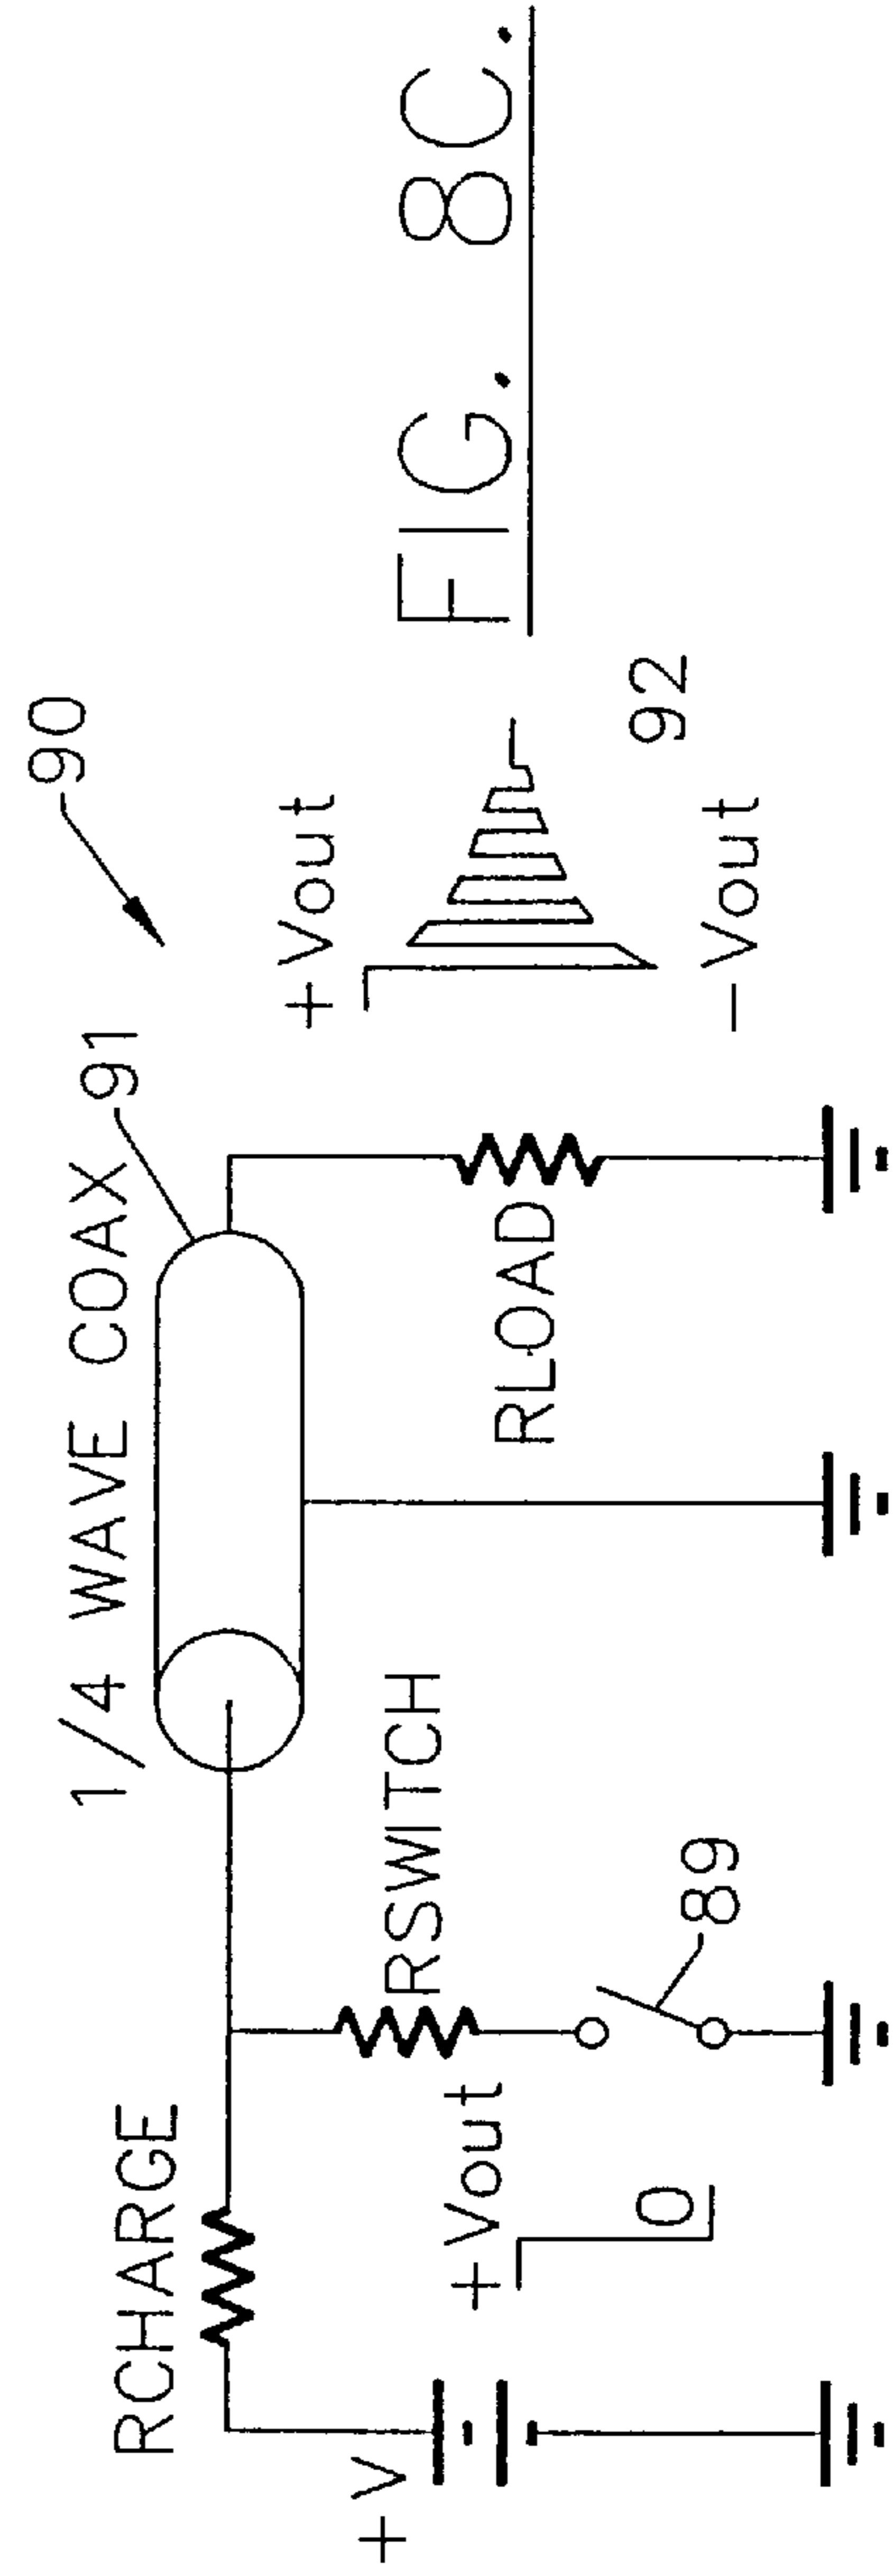 90
1/4 WAVE COAX 91
RCHARGE
+V
+Vout
0
RSWITCH
89
RLOAD
+Vout
-Vout
92
FIG. 8C.